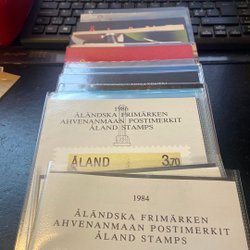 1986
ÅLÄNDSKA FRIMÄRKEN
AHVENANMAAN POSTIMERKIT
ÅLAND STAMPS
ÅLAND
3,70
1984
ÅLÄNDSKA FRIMÄRKEN
AHVENANMAAN POSTIMERKIT
ÅLAND STAMPS